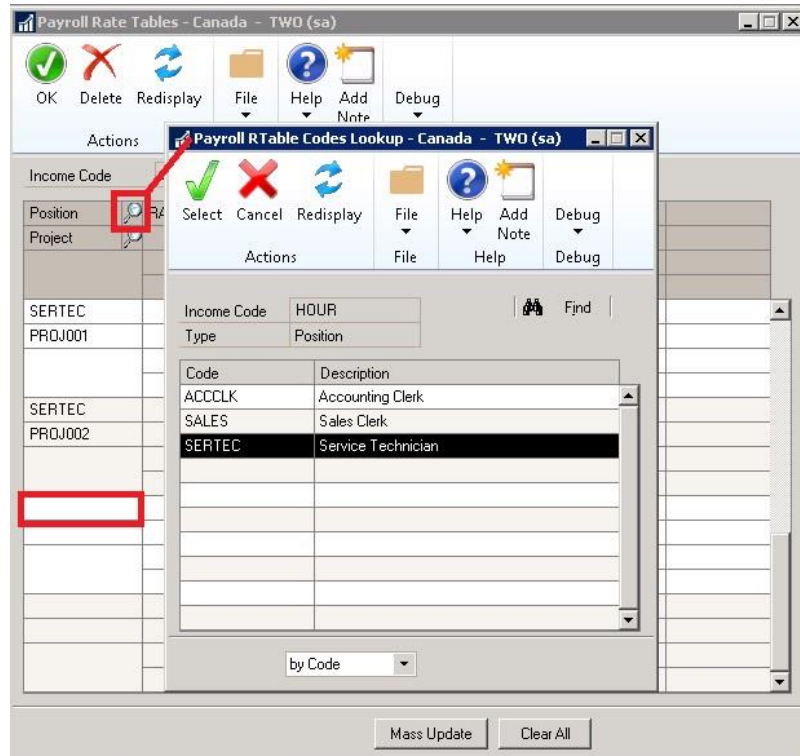 Payroll Rate Tables - Canada - TWO (sa)
OK Delete Redisplay File Help Add Note Debug
Actions
Income Code
Position
Project
SERTEC
PROJ001
SERTEC
PROJ002
Payroll RTable Codes Lookup - Canada - TWO (sa)
Select Cancel Redisplay File Help Add Note Debug
Actions File Help Debug
Income Code HOUR Find
Type Position
Code Description
ACCCLK Accounting Clerk
SALES Sales Clerk
SERTEC Service Technician
by Code
Mass Update Clear All